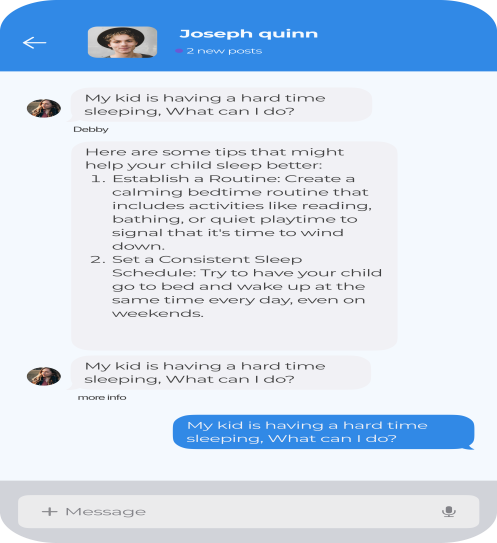 Joseph quinn
2 new posts
My kid is having a hard time
sleeping, What can I do?
Debby
Here are some tips that might
help your child sleep better:
1. Establish a Routine: Create a
calming bedtime routine that
includes activities like reading,
bathing, or quiet playtime to
signal that it's time to wind
down.
2. Set a Consistent Sleep
Schedule: Try to have your child
go to bed and wake up at the
same time every day, even on
weekends.
My kid is having a hard time
sleeping, What can I do?
more info
My kid is having a hard time
sleeping, What can I do?
Message